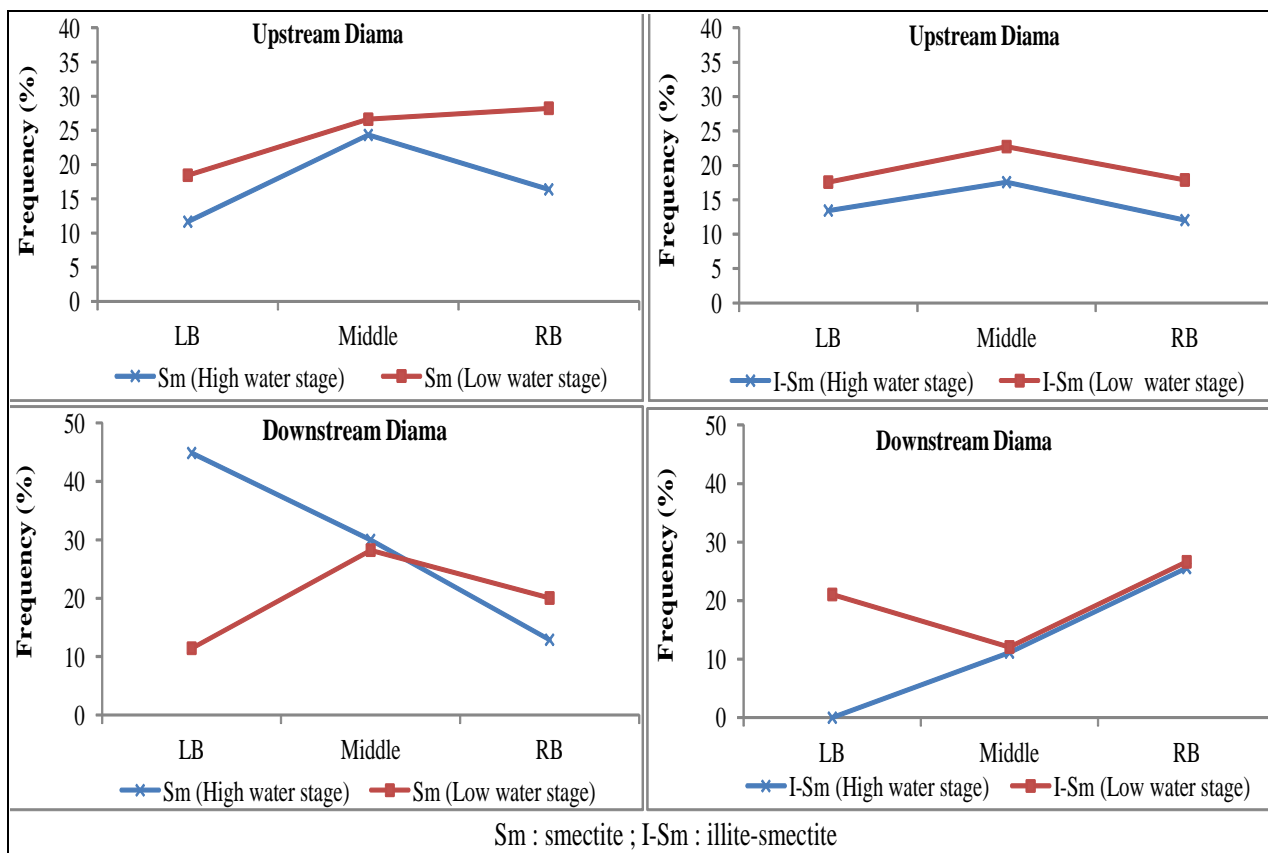 Upstream Diama
Frequency (%)
40
35
30
25
20
15
10
5
0
LB Middle RB
Sm (High water stage) Sm (Low water stage)
Upstream Diama
Frequency (%)
40
35
30
25
20
15
10
5
0
LB Middle RB
I-Sm (High water stage) I-Sm (Low water stage)
Downstream Diama
Frequency (%)
50
40
30
20
10
0
LB Middle RB
Sm (High water stage) Sm (Low water stage)
Downstream Diama
Frequency (%)
50
40
30
20
10
0
LB Middle RB
I-Sm (High water stage) I-Sm (Low water stage)
Sm : smectite ; I-Sm : illite-smectite